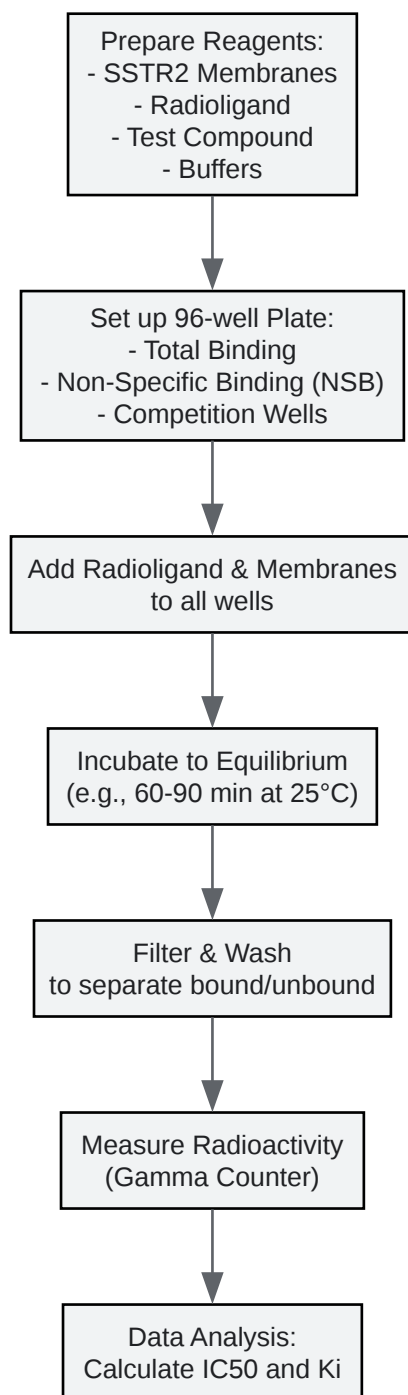 Prepare Reagents:
- SSTR2 Membranes
- Radioligand
- Test Compound
- Buffers
Set up 96-well Plate:
- Total Binding
- Non-Specific Binding (NSB)
- Competition Wells
Add Radioligand & Membranes
to all wells
Incubate to Equilibrium
(e.g., 60-90 min at 25°C)
Filter & Wash
to separate bound/unbound
Measure Radioactivity
(Gamma Counter)
Data Analysis:
Calculate IC50 and Ki